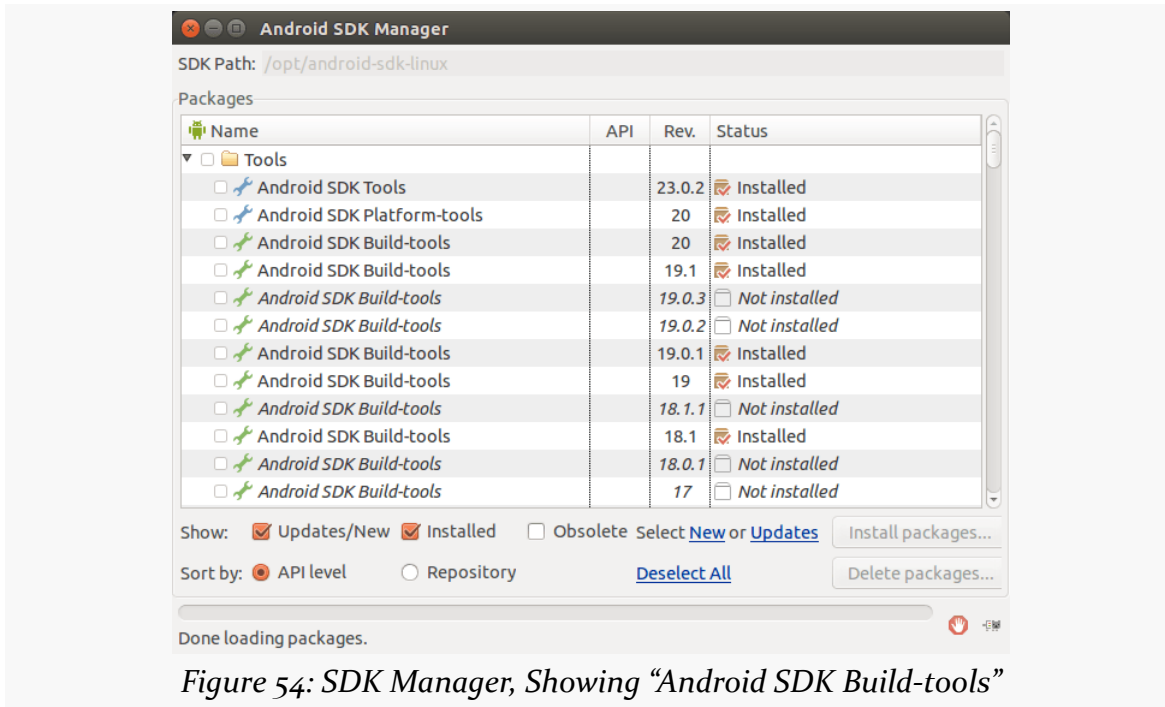 Android SDK Manager
SDK Path: /opt/android-sdk-linux
Packages
Name API Rev. Status
Tools
Android SDK Tools 23.0.2 Installed
Android SDK Platform-tools 20 Installed
Android SDK Build-tools 20 Installed
Android SDK Build-tools 19.1 Installed
Android SDK Build-tools 19.0.3 Not installed
Android SDK Build-tools 19.0.2 Not installed
Android SDK Build-tools 19.0.1 Installed
Android SDK Build-tools 19 Installed
Android SDK Build-tools 18.1.1 Not installed
Android SDK Build-tools 18.1 Installed
Android SDK Build-tools 18.0.1 Not installed
Android SDK Build-tools 17 Not installed
Show: Updates/New Installed Obsolete Select New or Updates Install packages...
Sort by: API level Repository Deselect All Delete packages...
Done loading packages.
Figure 54: SDK Manager, Showing “Android SDK Build-tools”